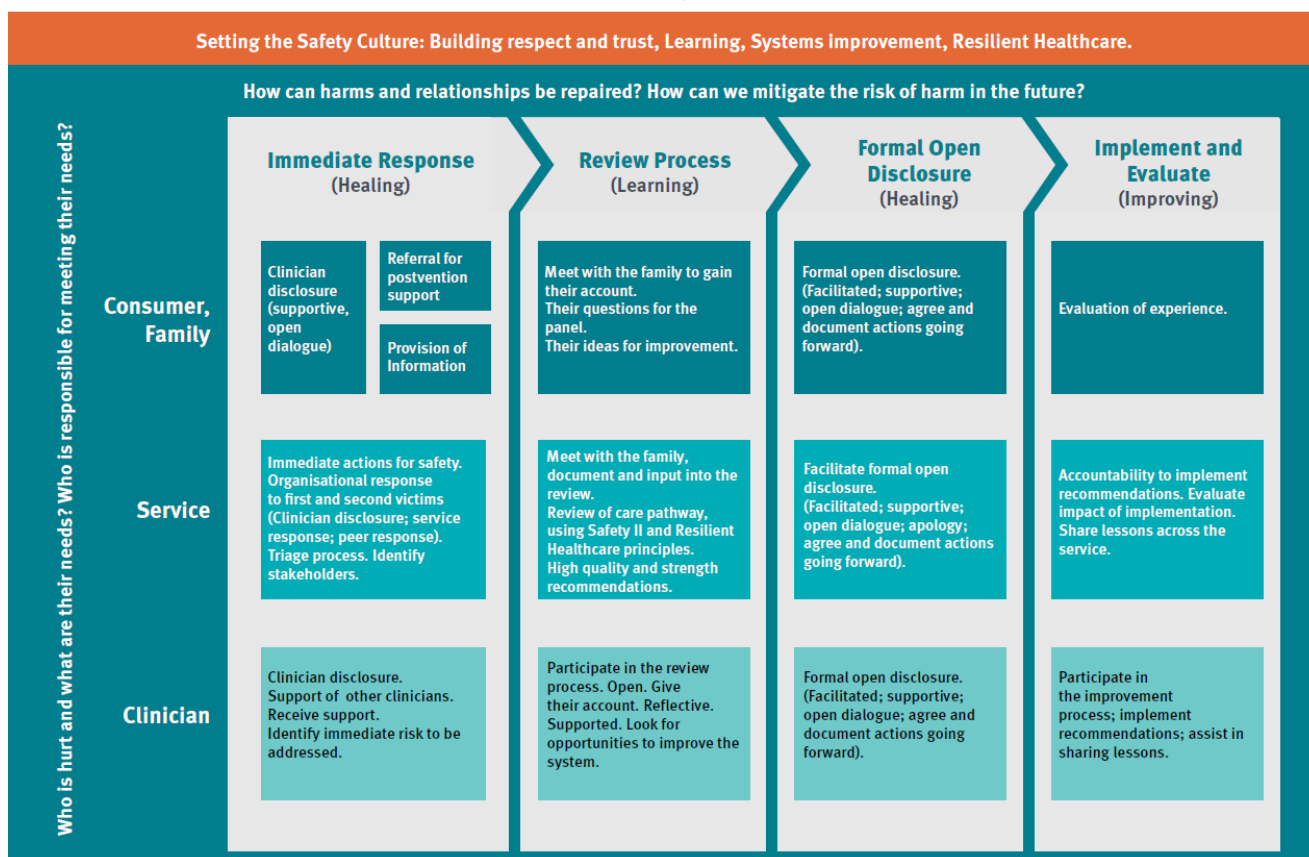 Setting the Safety Culture: Building respect and trust, Learning, Systems improvement, Resilient Healthcare.
How can harms and relationships be repaired? How can we mitigate the risk of harm in the future?
Who is hurt and what are their needs? Who is responsible for meeting their needs?
Immediate Response
(Healing)
Review Process
(Learning)
Formal Open
Disclosure
(Healing)
Implement and
Evaluate
(Improving)
Consumer,
Family
Clinician
disclosure
(supportive,
open
dialogue)
Referral for
postvention
support
Provision of
Information
Meet with the family to gain
their account.
Their questions for the
panel.
Their ideas for improvement.
Formal open disclosure.
(Facilitated; supportive;
open dialogue; agree and
document actions going
forward).
Evaluation of experience.
Service
Immediate actions for safety.
Organisational response
to first and second victims
(Clinician disclosure; service
response; peer response).
Triage process. Identify
stakeholders.
Meet with the family,
document and input into the
review.
Review of care pathway,
using Safety II and Resilient
Healthcare principles.
High quality and strength
recommendations.
Facilitate formal open
disclosure.
(Facilitated; supportive;
open dialogue; apology;
agree and document actions
going forward).
Accountability to implement
recommendations. Evaluate
impact of implementation.
Share lessons across the
service.
Clinician
Clinician disclosure.
Support of other clinicians.
Receive support.
Identify immediate risk to be
addressed.
Participate in the review
process. Open. Give
their account. Reflective.
Supported. Look for
opportunities to improve the
system.
Formal open disclosure.
(Facilitated; supportive;
open dialogue; agree and
document actions going
forward).
Participate in
the improvement
process; implement
recommendations; assist in
sharing lessons.